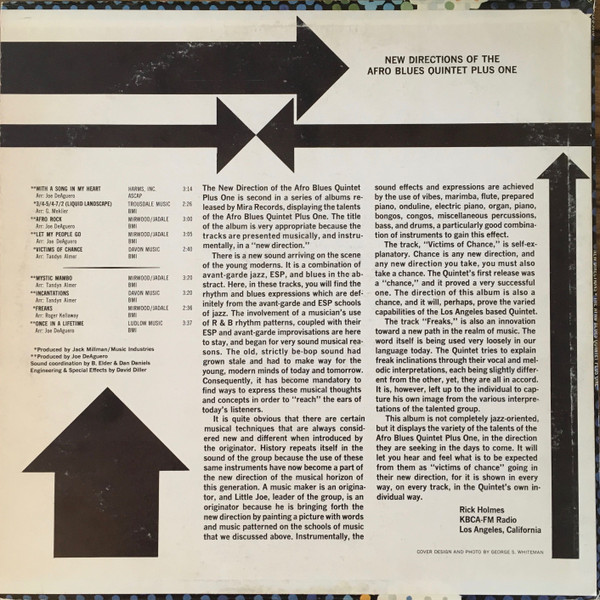 NEW DIRECTIONS OF THE
AFRO BLUES QUINTET PLUS ONE
**WITH A SONG IN MY HEART HARMS, INC. 3:14
Arr: Joe DeAguero ASCAP
*3/4-5/4-7/2 (LIQUID LANDSCAPE) TROUSDALE MUSIC 2:26
Arr: G. Mekler BMI
**AFRO ROCK MIRWOOD/JADALE 3:00
Arr: Joe DeAguero BMI
**LET MY PEOPLE GO MIRWOOD/JADALE 3:05
Arr: Joe DeAguero BMI
**VICTIMS OF CHANCE DAVON MUSIC 2:40
Arr: Tandyn Almer BMI
**MYSTIC MAMBO MIRWOOD/JADALE 3:20
Arr: Joe DeAguero BMI
**INCANTATIONS DAVON MUSIC 3:20
Arr: Tandyn Almer BMI
*FREAKS MIRWOOD/JADALE 2:36
Arr: Roger Kelloway BMI
**ONCE IN A LIFETIME LUDLOW MUSIC 3:37
Arr: Joe DeAguero BMI
*Produced by Jack Millman/Music Industries
**Produced by Joe DeAguero
Sound coordination by B. Elder & Dan Daniels
Engineering & Special Effects by David Diller
The New Direction of the Afro Blues Quintet
Plus One is second in a series of albums re-
leased by Mira Records, displaying the talents
of the Afro Blues Quintet Plus One. The title
of the album is very appropriate because the
tracks are presented musically, and instru-
mentally, in a "new direction."
There is a new sound arriving on the scene
of the young moderns. It is a combination of
avant-garde jazz, ESP, and blues in the ab-
stract. Here, in these tracks, you will find the
rhythm and blues expressions which are def-
initely from the avant-garde and ESP schools
of jazz. The involvement of a musician's use
of R & B rhythm patterns, coupled with their
ESP and avant-garde improvisations are here
to stay, and began for very sound musical rea-
sons. The old, strictly be-bop sound had
grown stale and had to make way for the
young, modern minds of today and tomorrow.
Consequently, it has become mandatory to
find ways to express these musical thoughts
and concepts in order to "reach" the ears of
today's listeners.
It is quite obvious that there are certain
musical techniques that are always consid-
ered new and different when introduced by
the originator. History repeats itself in the
sound of the group because the use of these
same instruments have now become a part of
the new direction of the musical horizon of
this generation. A music maker is an origina-
tor, and Little Joe, leader of the group, is an
originator because he is bringing forth the
new direction by painting a picture with words
and music patterned on the schools of music
that we discussed above. Instrumentally, the
sound effects and expressions are achieved
by the use of vibes, marimba, flute, prepared
piano, onduline, electric piano, organ, piano,
bongos, congos, miscellaneous percussions,
bass, and drums, a particularly good combina-
tion of instruments to gain this effect.
The track, "Victims of Chance," is self-ex-
planatory. Chance is any new direction, and
any new direction you take, you must also
take a chance. The Quintet's first release was
a "chance," and it proved a very successful
one. The direction of this album is also a
chance, and it will, perhaps, prove the varied
capabilities of the Los Angeles based Quintet.
The track "Freaks," is also an innovation
toward a new path in the realm of music. The
word itself is being used very loosely in our
language today. The Quintet tries to explain
freak inclinations through their vocal and mel-
odic interpretations, each being slightly differ-
ent from the other, yet, they are all in accord.
It is, however, left up to the individual to cap-
ture his own image from the various interpre-
tations of the talented group.
This album is not completely jazz-oriented,
but it displays the variety of the talents of the
Afro Blues Quintet Plus One, in the direction
they are seeking in the days to come. It will
let you hear and feel what is to be expected
from them as "victims of chance" going in
their new direction, for it is shown in every
way, on every track, in the Quintet's own in-
dividual way.
Rick Holmes
KBCA-FM Radio
Los Angeles, California
COVER DESIGN AND PHOTO BY GEORGE S. WHITEMAN